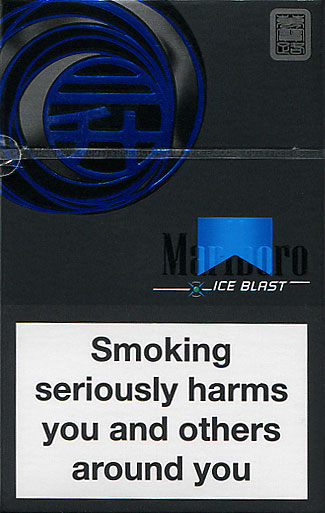 Marlboro
ICE BLAST
Smoking
seriously harms
you and others
around you